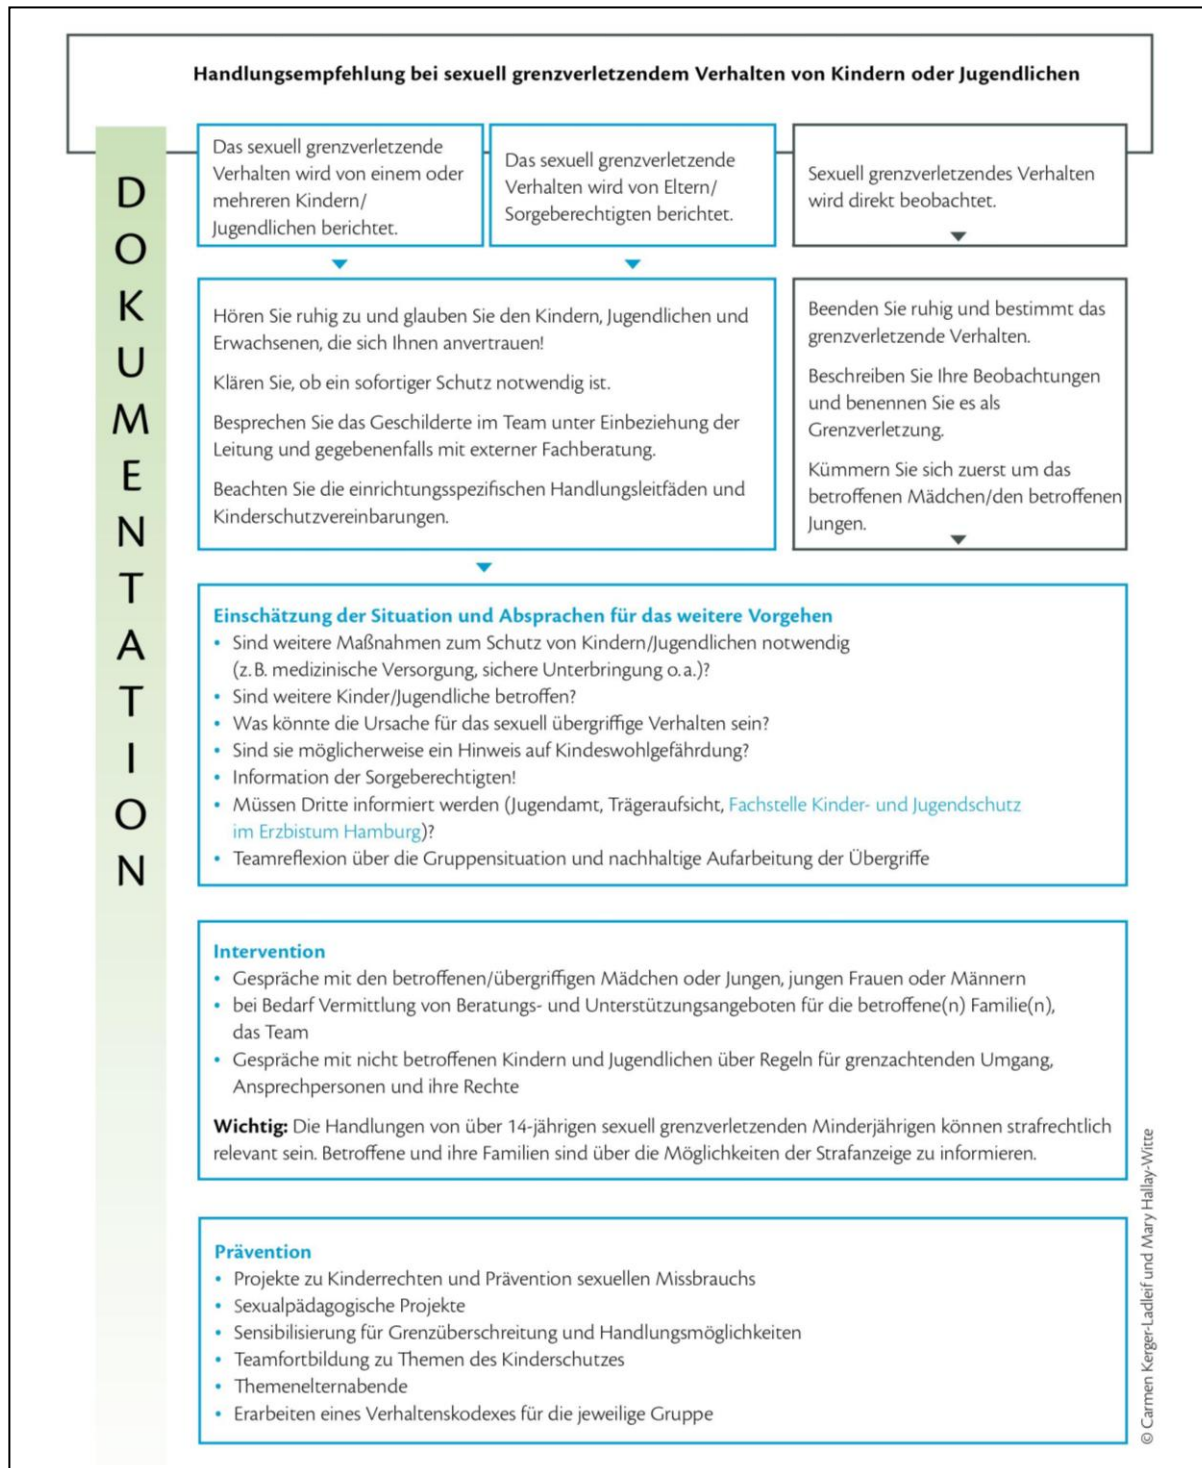 Handlungsempfehlung bei sexuell grenzverletzendem Verhalten von Kindern oder Jugendlichen
DOKUMENTATION
Das sexuell grenzverletzende
Verhalten wird von einem oder
mehreren Kindern/
Jugendlichen berichtet.
Das sexuell grenzverletzende
Verhalten wird von Eltern/
Sorgeberechtigten berichtet.
Sexuell grenzverletzendes Verhalten
wird direkt beobachtet.
Hören Sie ruhig zu und glauben Sie den Kindern, Jugendlichen und
Erwachsenen, die sich Ihnen anvertrauen!
Klären Sie, ob ein sofortiger Schutz notwendig ist.
Besprechen Sie das Geschilderte im Team unter Einbeziehung der
Leitung und gegebenenfalls mit externer Fachberatung.
Beachten Sie die einrichtungsspezifischen Handlungsleitfäden und
Kinderschutzvereinbarungen.
Beenden Sie ruhig und bestimmt das
grenzverletzende Verhalten.
Beschreiben Sie Ihre Beobachtungen
und benennen Sie es als
Grenzverletzung.
Kümmern Sie sich zuerst um das
betroffenen Mädchen/den betroffenen
Jungen.
Einschätzung der Situation und Absprachen für das weitere Vorgehen
• Sind weitere Maßnahmen zum Schutz von Kindern/Jugendlichen notwendig
(z. B. medizinische Versorgung, sichere Unterbringung o.a.)?
• Sind weitere Kinder/Jugendliche betroffen?
• Was könnte die Ursache für das sexuell übergriffige Verhalten sein?
• Sind sie möglicherweise ein Hinweis auf Kindeswohlgefährdung?
• Information der Sorgeberechtigten!
• Müssen Dritte informiert werden (Jugendamt, Trägeraufsicht, Fachstelle Kinder- und Jugendschutz
im Erzbistum Hamburg)?
• Teamreflexion über die Gruppensituation und nachhaltige Aufarbeitung der Übergriffe
Intervention
• Gespräche mit den betroffenen/übergriffigen Mädchen oder Jungen, jungen Frauen oder Männern
• bei Bedarf Vermittlung von Beratungs- und Unterstützungsangeboten für die betroffene(n) Familie(n),
das Team
• Gespräche mit nicht betroffenen Kindern und Jugendlichen über Regeln für grenzachtenden Umgang,
Ansprechpersonen und ihre Rechte
Wichtig: Die Handlungen von über 14-jährigen sexuell grenzverletzenden Minderjährigen können strafrechtlich
relevant sein. Betroffene und ihre Familien sind über die Möglichkeiten der Strafanzeige zu informieren.
Prävention
• Projekte zu Kinderrechten und Prävention sexuellen Missbrauchs
• Sexualpädagogische Projekte
• Sensibilisierung für Grenzüberschreitung und Handlungsmöglichkeiten
• Teamfortbildung zu Themen des Kinderschutzes
• Themenelternabende
• Erarbeiten eines Verhaltenskodexes für die jeweilige Gruppe
© Carmen Kerger-Ladleif und Mary Hallay-Witte